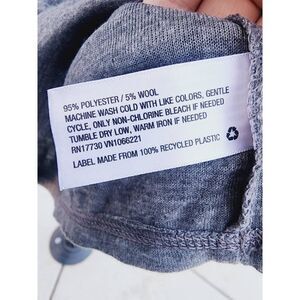 95% POLYESTER / 5% WOOL
MACHINE WASH COLD WITH LIKE COLORS, GENTLE
CYCLE, ONLY NON-CHLORINE BLEACH IF NEEDED
TUMBLE DRY LOW, WARM IRON IF NEEDED
RN17730 VN1066221
LABEL MADE FROM 100% RECYCLED PLASTIC